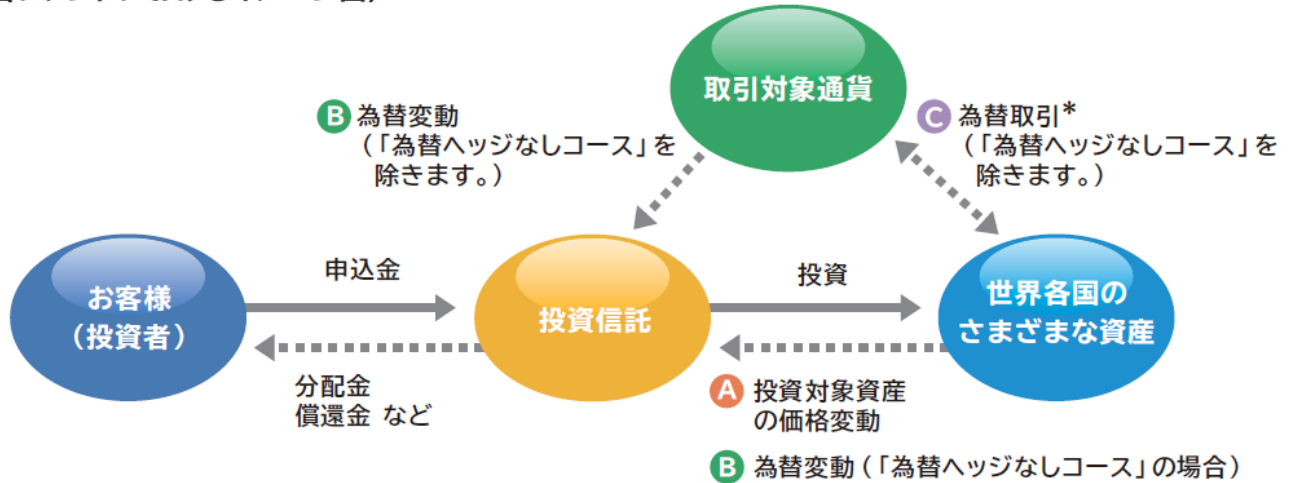 取引対象通貨
B 為替変動
（「為替ヘッジなしコース」を
除きます。）
C 為替取引*
（「為替ヘッジなしコース」を
除きます。）
お客様
（投資者）
申込金
分配金
償還金 など
投資信託
投資
世界各国の
さまざまな資産
A 投資対象資産
の価格変動
B 為替変動（「為替ヘッジなしコース」の場合）